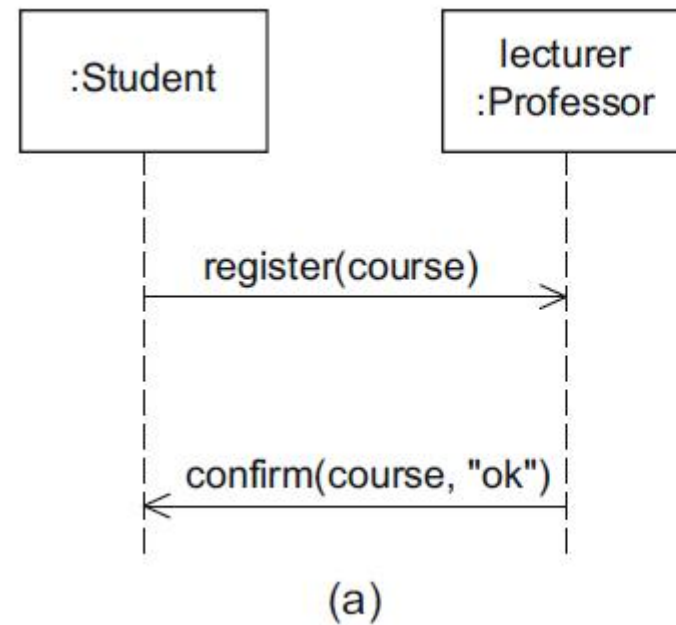 :Student
lecturer
:Professor
register(course)
confirm(course, "ok")
(a)